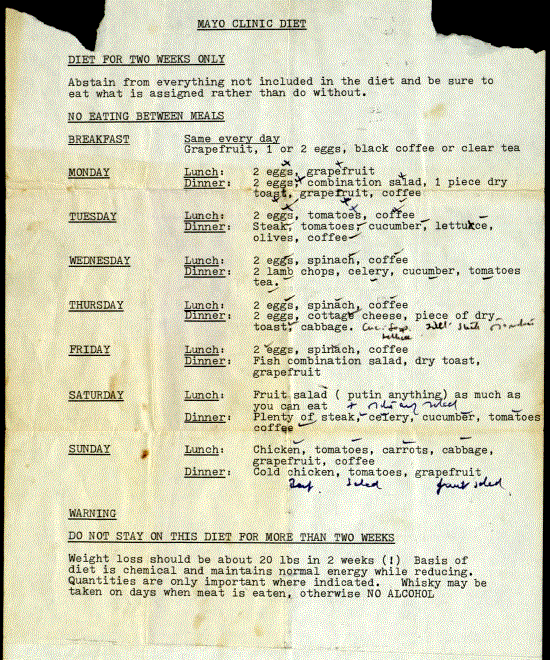 MAYO CLINIC DIET
DIET FOR TWO WEEKS ONLY
Abstain from everything not included in the diet and be sure to
eat what is assigned rather than do without.
NO EATING BETWEEN MEALS
BREAKFAST Same every day
Grapefruit, 1 or 2 eggs, black coffee or clear tea
MONDAY Lunch: 2 eggs, grapefruit
Dinner: 2 eggs, combination salad, 1 piece dry
toast, grapefruit, coffee
TUESDAY Lunch: 2 eggs, tomatoes, coffee
Dinner: Steak, tomatoes, cucumber, lettuce,
olives, coffee
WEDNESDAY Lunch: 2 eggs, spinach, coffee
Dinner: 2 lamb chops, celery, cucumber, tomatoes
tea.
THURSDAY Lunch: 2 eggs, spinach, coffee
Dinner: 2 eggs, cottage cheese, piece of dry
toast, cabbage.
FRIDAY Lunch: 2 eggs, spinach, coffee
Dinner: Fish combination salad, dry toast,
grapefruit
SATURDAY Lunch: Fruit salad ( putin anything) as much as
you can eat
Dinner: Plenty of steak, celery, cucumber, tomatoes
coffee
SUNDAY Lunch: Chicken, tomatoes, carrots, cabbage,
grapefruit, coffee
Dinner: Cold chicken, tomatoes, grapefruit
Beef salad fruit salad
WARNING
DO NOT STAY ON THIS DIET FOR MORE THAN TWO WEEKS
Weight loss should be about 20 lbs in 2 weeks (!) Basis of
diet is chemical and maintains normal energy while reducing.
Quantities are only important where indicated. Whisky may be
taken on days when meat is eaten, otherwise NO ALCOHOL